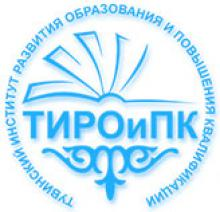 ТУВИНСКИЙ ИНСТИТУТ РАЗВИТИЯ ОБРАЗОВАНИЯ И ПОВЫШЕНИЯ КВАЛИФИКАЦИИ
ТИРОиПК